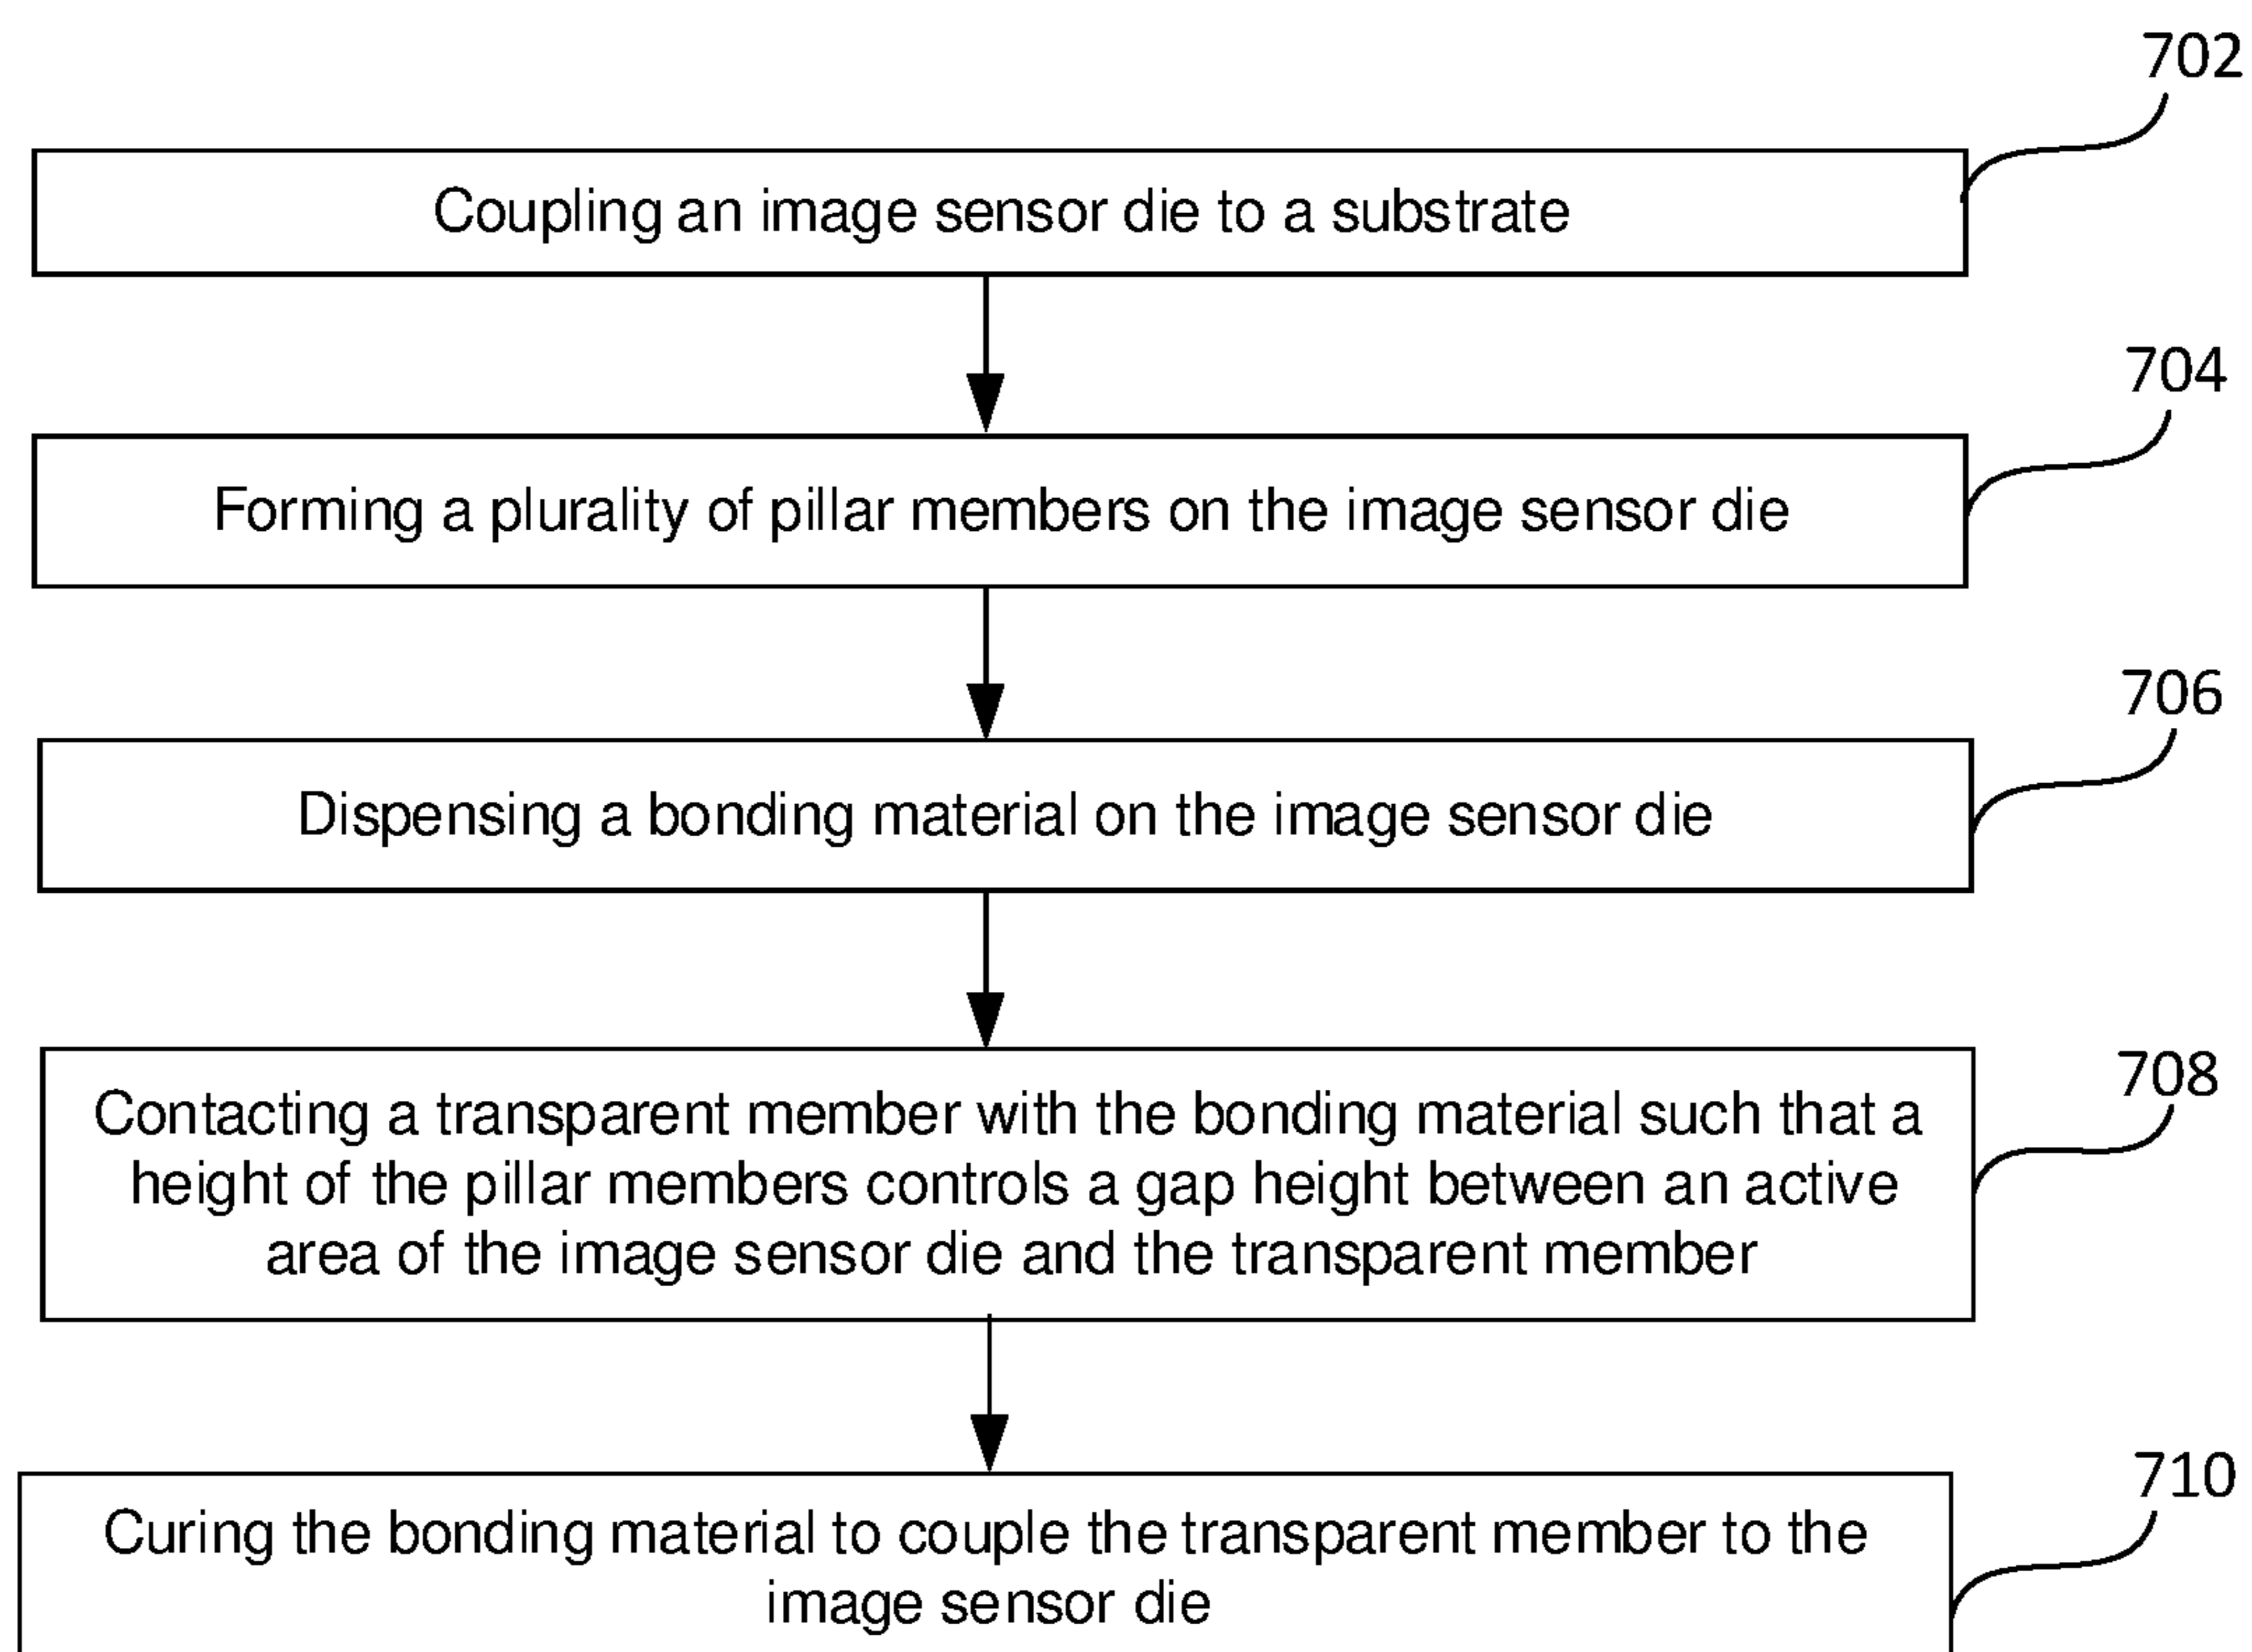 702
Coupling an image sensor die to a substrate
704
Forming a plurality of pillar members on the image sensor die
706
Dispensing a bonding material on the image sensor die
708
Contacting a transparent member with the bonding material such that a
height of the pillar members controls a gap height between an active
area of the image sensor die and the transparent member
710
Curing the bonding material to couple the transparent member to the
image sensor die